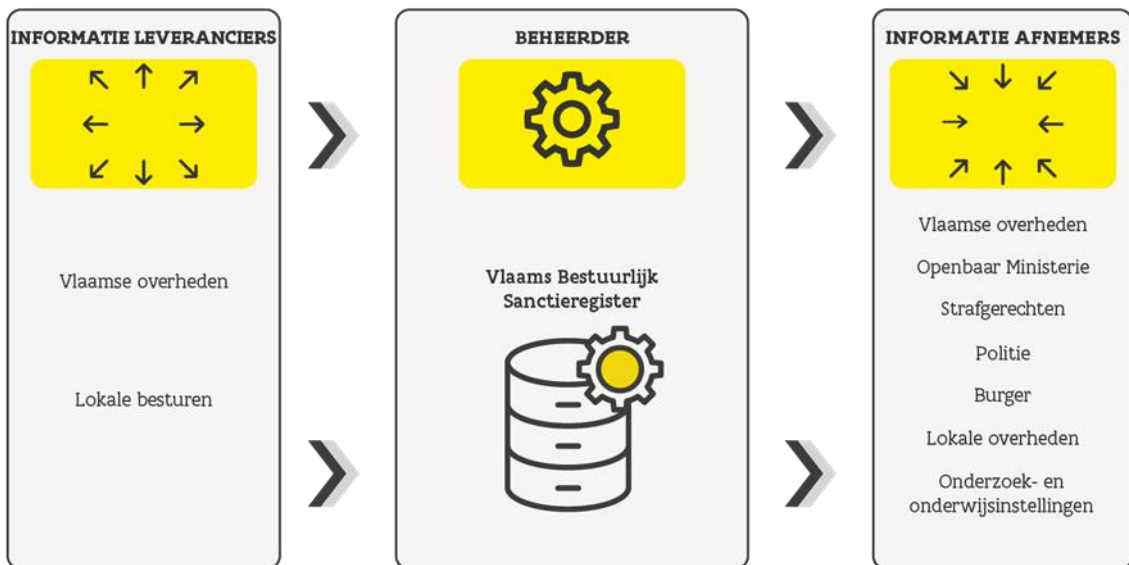 INFORMATIE LEVERANCIERS
Vlaamse overheden
Lokale besturen
BEHEERDER
Vlaams Bestuurlijk
Sanctieregister
INFORMATIE AFNEMERS
Vlaamse overheden
Openbaar Ministerie
Strafgerechten
Politie
Burger
Lokale overheden
Onderzoek- en
onderwijsinstellingen